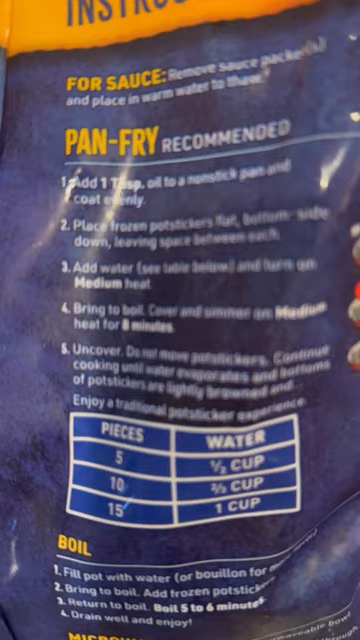 INSTRUC
FOR SAUCE: Remove sauce packet(s)
and place in warm water to thaw.
PAN-FRY RECOMMENDED
1. Add 1 Tbsp. oil to a nonstick pan and
coat evenly.
2. Place frozen potstickers flat, bottom-side
down, leaving space between each.
3. Add water (see table below) and turn on
Medium heat.
4. Bring to boil. Cover and simmer on Medium
heat for 8 minutes.
5. Uncover. Do not move potstickers. Continue
cooking until water evaporates and bottoms
of potstickers are lightly browned and
Enjoy a traditional potsticker experience.
PIECES WATER
5 ½ CUP
10 ⅔ CUP
15 1 CUP
BOIL
1. Fill pot with water (or bouillon for
2. Bring to boil. Add frozen potstickers
3. Return to boil. Boil 5 to 6 minutes
4. Drain well and enjoy!